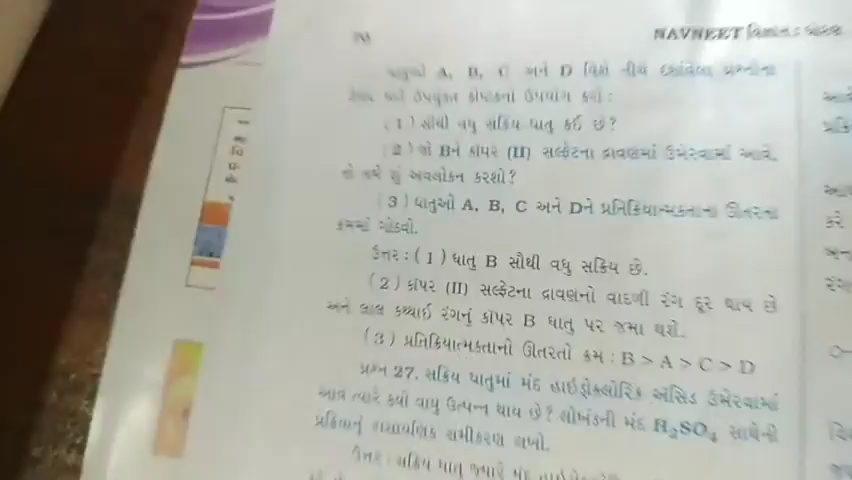 NAVNEET વિજ્ઞાન :
ધાતુઓ A, B, C અને D વિશે નીચે દર્શાવેલા પ્રશ્નોના
માટે ઉપર્યુક્ત કોષ્ટકનો ઉપયોગ કરો :
(1) સૌથી વધુ સક્રિય ધાતુ કઈ છે?
(2) જો Bને કૉપર (II) સલ્ફેટના દ્રાવણમાં ઉમેરવામાં આવે,
તો તમે શું અવલોકન કરશો?
(3) ધાતુઓ A, B, C અને Dને પ્રતિક્રિયાત્મકતાના ઊતરતા
ક્રમમાં ગોઠવો.
ઉત્તર : (1) ધાતુ B સૌથી વધુ સક્રિય છે.
(2) કૉપર (II) સલ્ફેટના દ્રાવણનો વાદળી રંગ દૂર થાય છે
અને લાલ કથ્થાઈ રંગનું કૉપર B ધાતુ પર જમા થશે.
(3) પ્રતિક્રિયાત્મકતાનો ઊતરતો ક્રમ : B > A > C > D
પ્રશ્ન 27. સક્રિય ધાતુમાં મંદ હાઇડ્રોક્લોરિક ઍસિડ ઉમેરવામાં
આવે ત્યારે કયો વાયુ ઉત્પન્ન થાય છે? લોખંડની મંદ H₂SO₄ સાથેની
પ્રક્રિયાનું રાસાયણિક સમીકરણ લખો.
ઉત્તર : સક્રિય ધાતુ જ્યારે મંદ